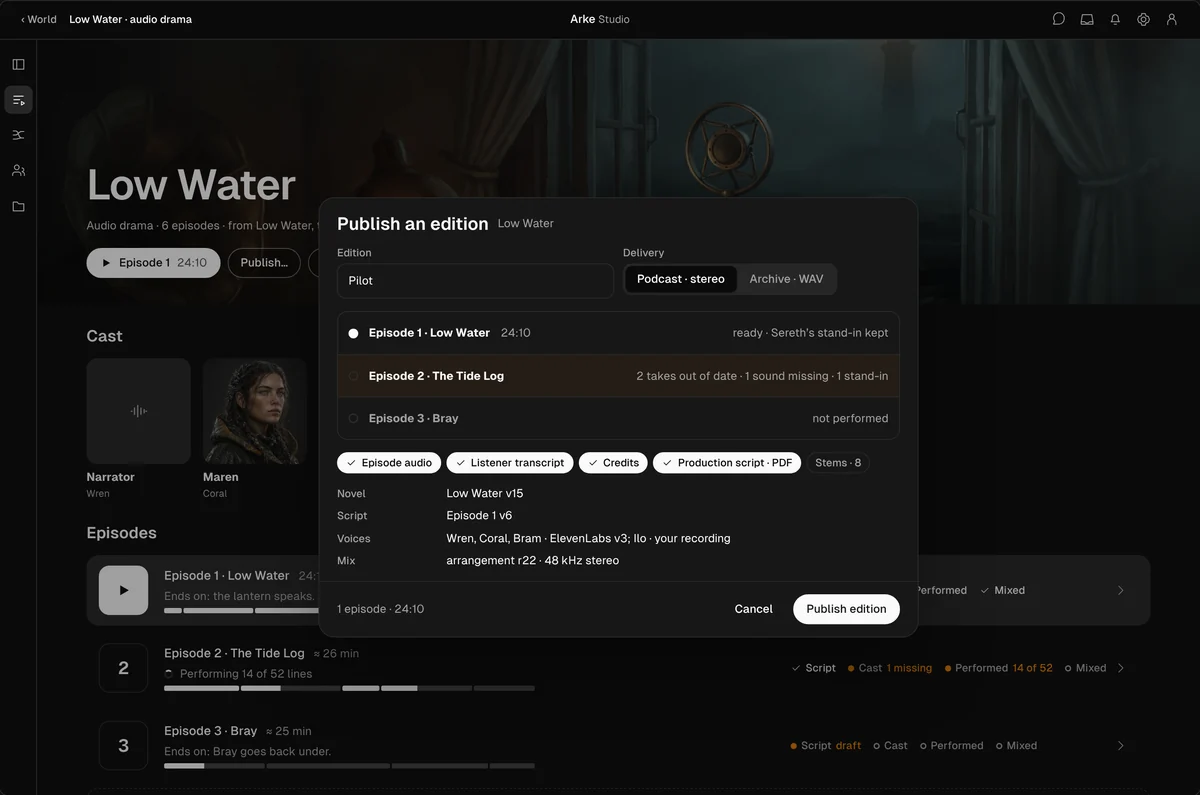 ‹ World Low Water · audio drama
Arke Studio
Low Water
Audio drama · 6 episodes · from Low Water,
Episode 1 24:10
Publish...
Publish an edition Low Water
Edition
Delivery
Pilot
Podcast · stereo
Archive · WAV
Episode 1 · Low Water 24:10
ready · Sereth's stand-in kept
Episode 2 · The Tide Log
2 takes out of date · 1 sound missing · 1 stand-in
Episode 3 · Bray
not performed
Episode audio
Listener transcript
Credits
Production script · PDF
Stems · 8
Novel
Low Water v15
Script
Episode 1 v6
Voices
Wren, Coral, Bram · ElevenLabs v3; Ilo · your recording
Mix
arrangement r22 · 48 kHz stereo
1 episode · 24:10
Cancel
Publish edition
Cast
Narrator
Wren
Maren
Coral
Episodes
Episode 1 · Low Water
Ends on: the lantern speaks.
Performed
Mixed
2
Episode 2 · The Tide Log ≈ 26 min
Performing 14 of 52 lines
Script
Cast 1 missing
Performed 14 of 52
Mixed
3
Episode 3 · Bray ≈ 25 min
Ends on: Bray goes back under.
Script draft
Cast
Performed
Mixed